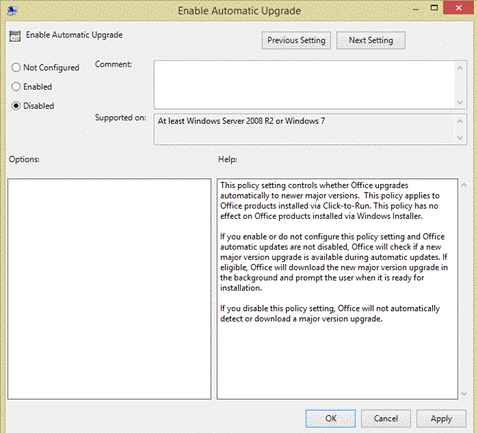 Enable Automatic Upgrade
Enable Automatic Upgrade
Previous Setting
Next Setting
Not Configured
Enabled
Disabled
Comment:
Supported on:
At least Windows Server 2008 R2 or Windows 7
Options:
Help:
This policy setting controls whether Office upgrades
automatically to newer major versions.  This policy applies to
Office products installed via Click-to-Run. This policy has no
effect on Office products installed via Windows Installer.
If you enable or do not configure this policy setting and Office
automatic updates are not disabled, Office will check if a new
major version upgrade is available during automatic updates. If
eligible, Office will download the new major version upgrade in
the background and prompt the user when it is ready for
installation.
If you disable this policy setting, Office will not automatically
detect or download a major version upgrade.
OK
Cancel
Apply